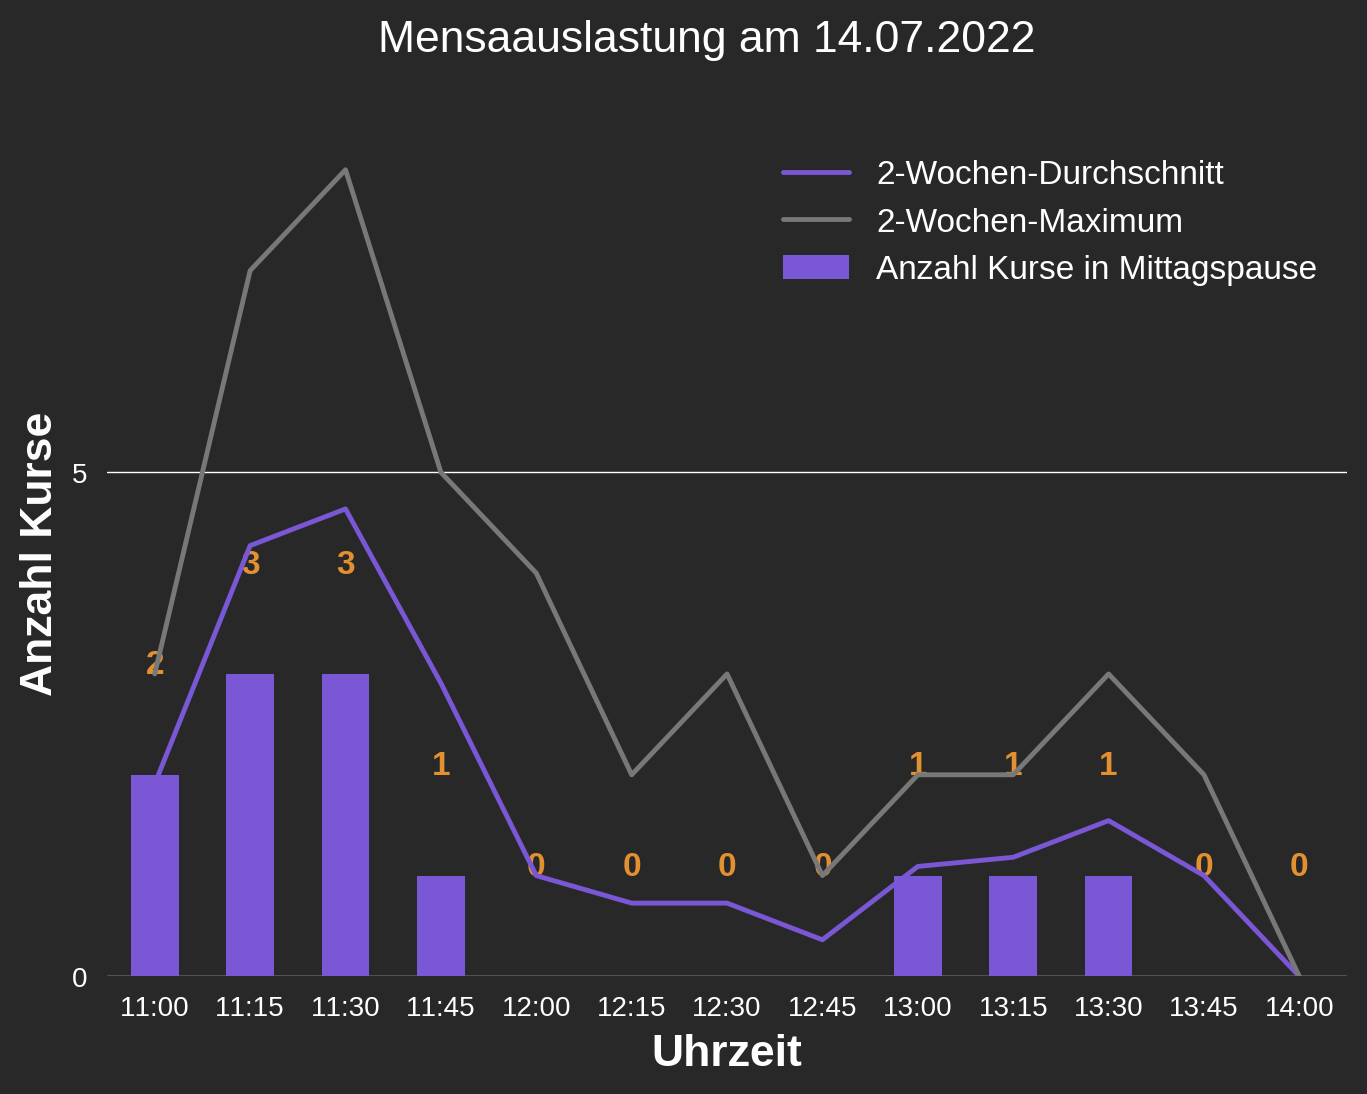 Mensaauslastung am 14.07.2022
2-Wochen-Durchschnitt
2-Wochen-Maximum
Anzahl Kurse in Mittagspause
Anzahl Kurse
5
0
2
3
3
1
0
0
0
0
1
1
1
0
0
11:00 11:15 11:30 11:45 12:00 12:15 12:30 12:45 13:00 13:15 13:30 13:45 14:00
Uhrzeit